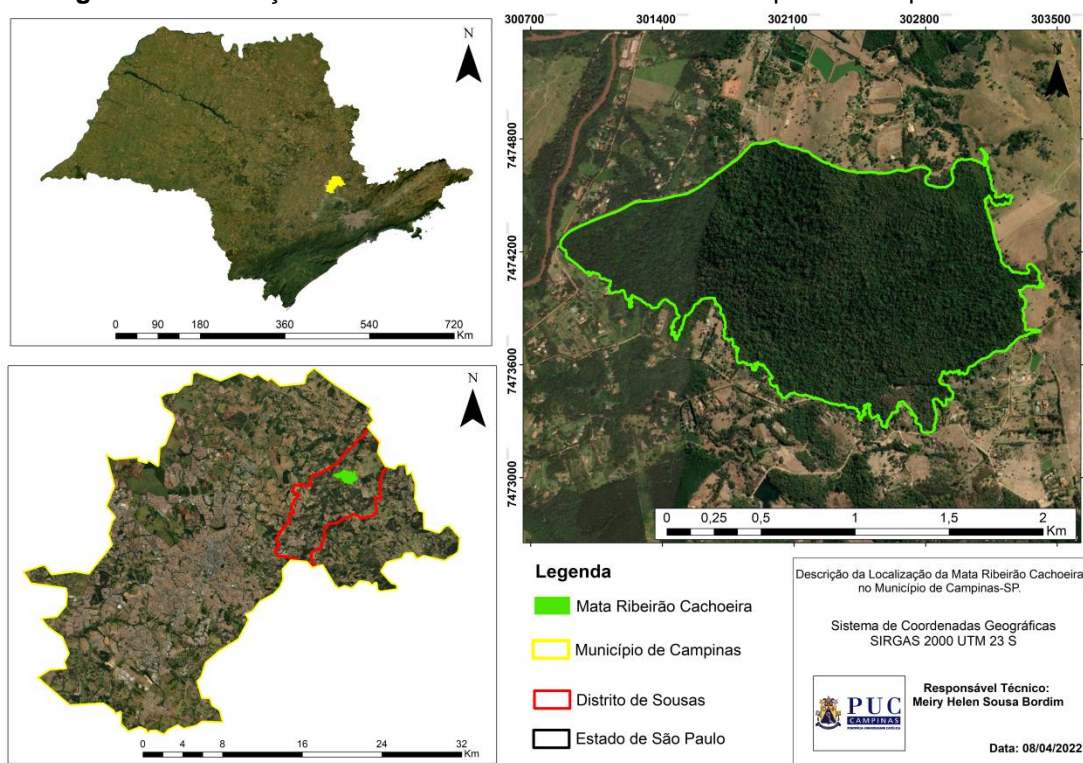 N
0 90 180 360 540 720
Km
N
0 4 8 16 24 32
Km
300700 301400 302100 302800 303500
7474800
7474200
7473600
7473000
N
0 0,25 0,5 1 1,5 2
Km
Legenda
Mata Ribeirão Cachoeira
Município de Campinas
Distrito de Sousas
Estado de São Paulo
Descrição da Localização da Mata Ribeirão Cachoeira
no Município de Campinas-SP.
Sistema de Coordenadas Geográficas
SIRGAS 2000 UTM 23 S
PUC
CAMPINAS
PONTIFÍCIA UNIVERSIDADE CATÓLICA
Responsável Técnico:
Meiry Helen Sousa Bordim
Data: 08/04/2022